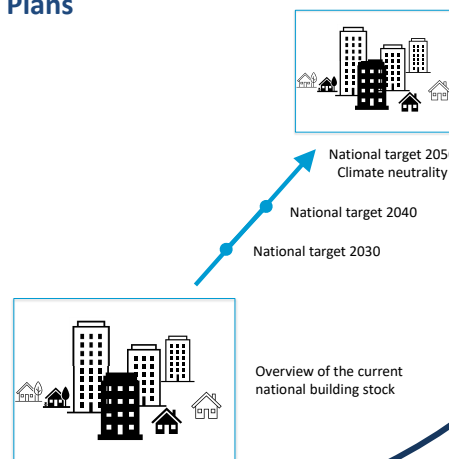 Plans
National target 205
Climate neutrality
National target 2040
National target 2030
Overview of the current
national building stock